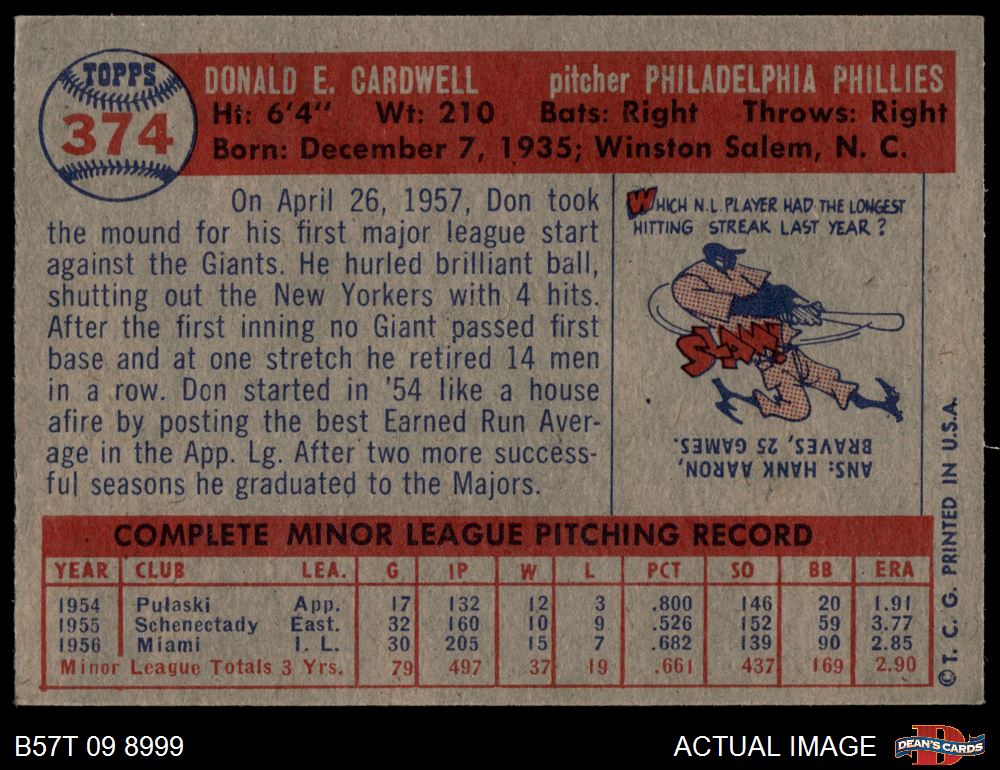 TOPPS
374
DONALD E. CARDWELL pitcher PHILADELPHIA PHILLIES
Ht: 6'4" Wt: 210 Bats: Right Throws: Right
Born: December 7, 1935; Winston Salem, N. C.
On April 26, 1957, Don took
the mound for his first major league start
against the Giants. He hurled brilliant ball,
shutting out the New Yorkers with 4 hits.
After the first inning no Giant passed first
base and at one stretch he retired 14 men
in a row. Don started in '54 like a house
afire by posting the best Earned Run Aver-
age in the App. Lg. After two more success-
ful seasons he graduated to the Majors.
WHICH N.L. PLAYER HAD THE LONGEST
HITTING STREAK LAST YEAR?
SLAM
ANS: HANK AARON,
BRAVES, 25 GAMES.
COMPLETE MINOR LEAGUE PITCHING RECORD
YEAR CLUB LEA. G IP W L PCT SO BB ERA
1954 Pulaski App. 17 132 12 3 .800 146 20 1.91
1955 Schenectady East. 32 160 10 9 .526 152 59 3.77
1956 Miami I. L. 30 205 15 7 .682 139 90 2.85
Minor League Totals 3 Yrs. 79 497 37 19 .661 437 169 2.90
© T. C. G. PRINTED IN U.S.A.
B57T 09 8999
ACTUAL IMAGE
D
DEAN'S CARDS